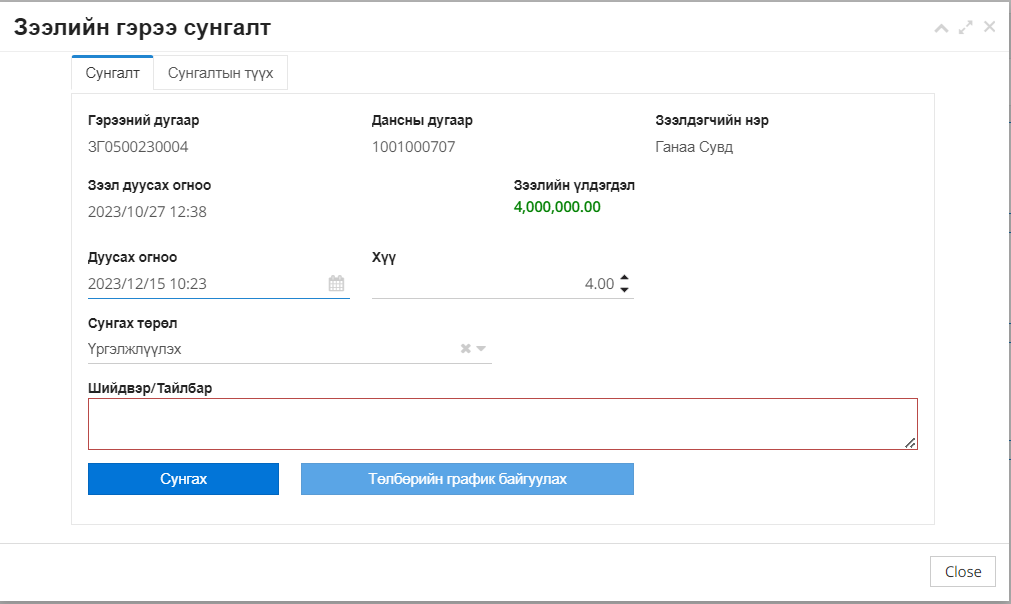 Зээлийн гэрээ сунгалт
Сунгалт Сунгалтын түүх
Гэрээний дугаар Дансны дугаар Зээлдэгчийн нэр
ЗГ0500230004 1001000707 Ганаа Сувд
Зээл дуусах огноо Зээлийн үлдэгдэл
2023/10/27 12:38 4,000,000.00
Дуусах огноо Хүү
2023/12/15 10:23 4.00
Сунгах төрөл
Үргэлжлүүлэх
Шийдвэр/Тайлбар
Сунгах Төлбөрийн график байгуулах
Close